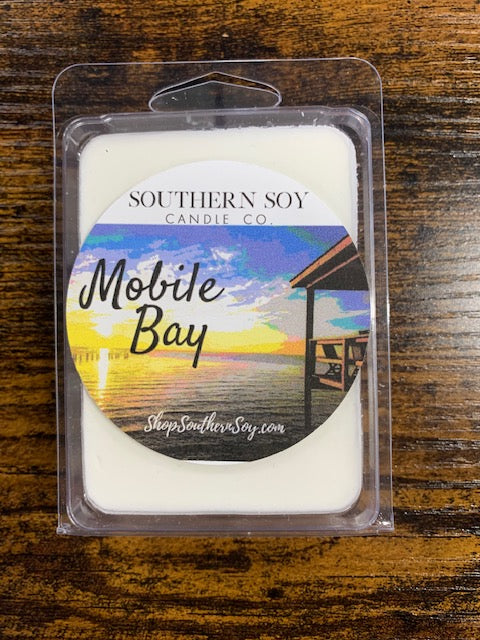 SOUTHERN SOY
CANDLE CO.
Mobile
Bay
ShopSouthernSoy.com